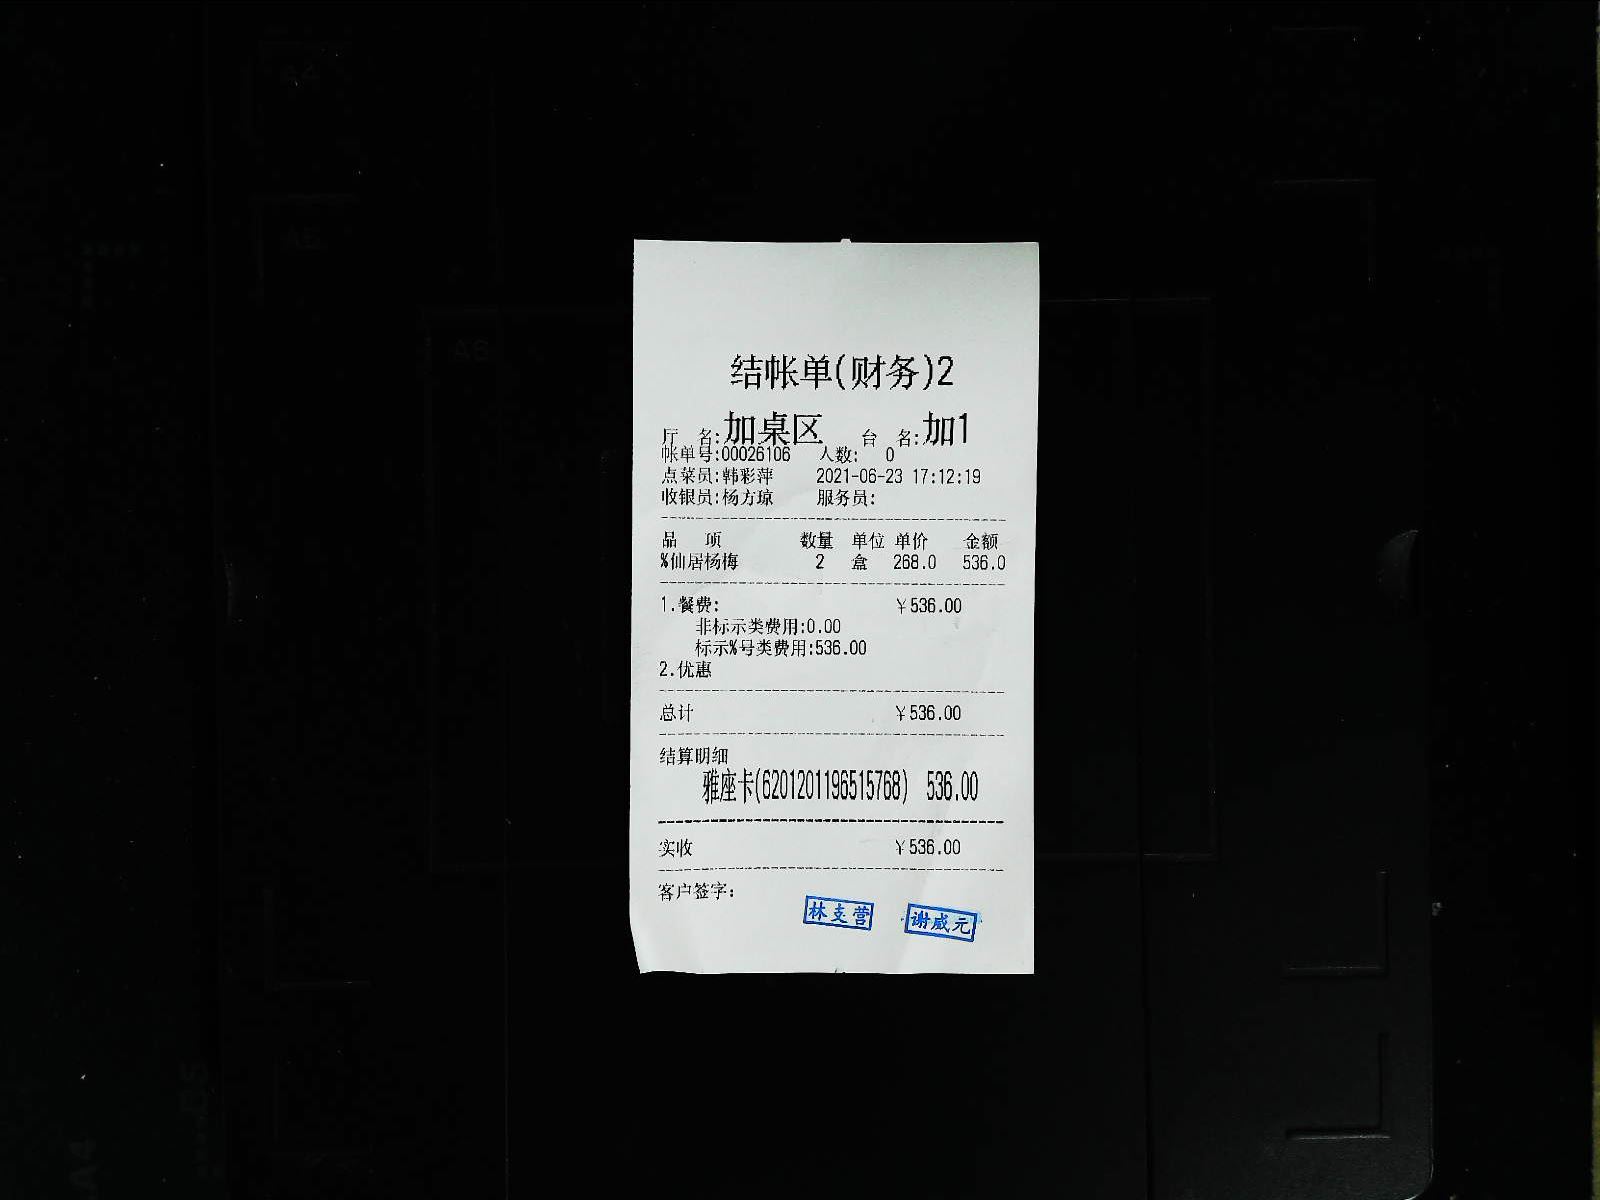 结帐单(财务)2
厅 名:加桌区 台 名:加1
帐单号:00026106 人数: 0
点菜员:韩彩萍 2021-06-23 17:12:19
收银员:杨方琼 服务员:
品 项 数量 单位 单价 金额
%仙居杨梅 2 盒 268.0 536.0
1.餐费: ￥536.00
非标示类费用:0.00
标示%号类费用:536.00
2.优惠
总计 ￥536.00
结算明细
雅座卡(6201201196515768) 536.00
实收 ￥536.00
客户签字:
林支营 谢威元